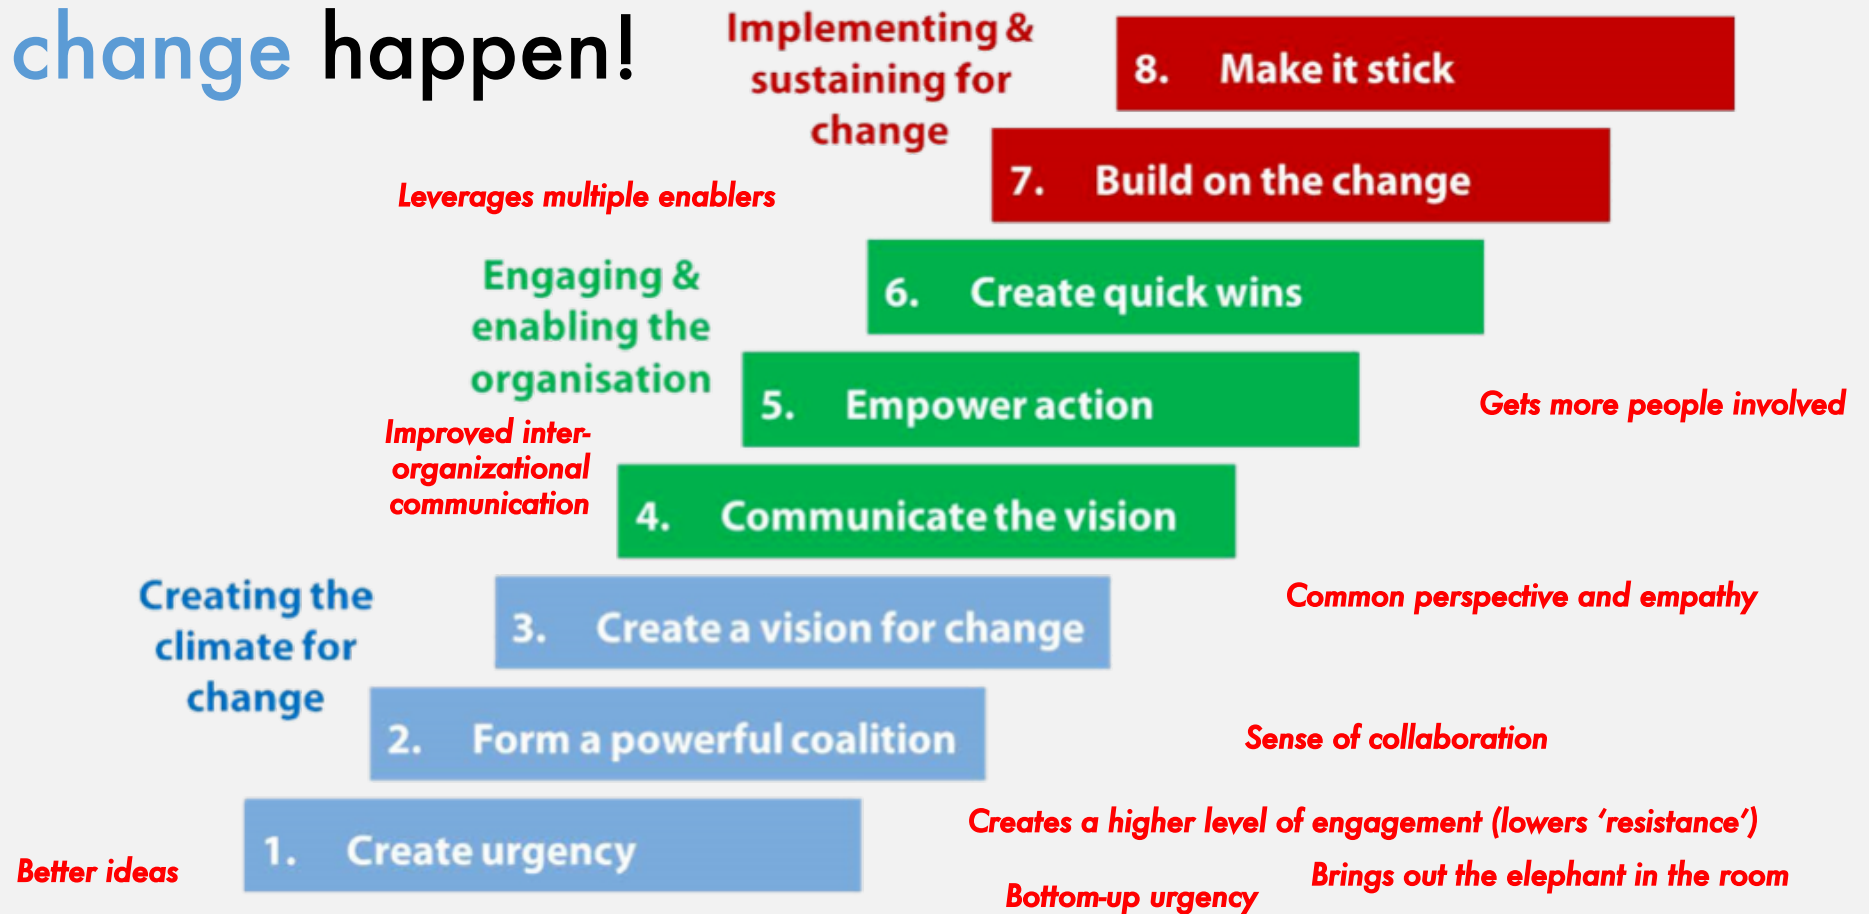 change happen!
Implementing &
sustaining for
change
8. Make it stick
7. Build on the change
Leverages multiple enablers
Engaging &
enabling the
organisation
6. Create quick wins
5. Empower action
Gets more people involved
Improved inter-
organizational
communication
4. Communicate the vision
Creating the
climate for
change
3. Create a vision for change
Common perspective and empathy
2. Form a powerful coalition
Sense of collaboration
1. Create urgency
Creates a higher level of engagement (lowers ‘resistance’)
Better ideas
Brings out the elephant in the room
Bottom-up urgency